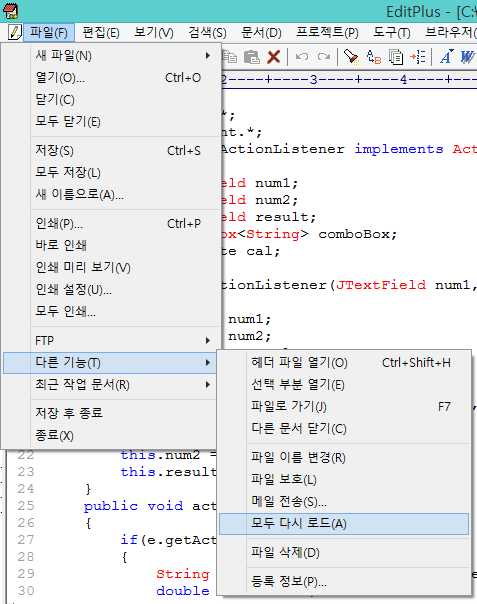 EditPlus - [C:\
파일(F) 편집(E) 보기(V) 검색(S) 문서(D) 프로젝트(P) 도구(T) 브라우저
새 파일(N)
열기(O)... Ctrl+O
닫기(C)
모두 닫기(E)
저장(S) Ctrl+S
모두 저장(L)
새 이름으로(A)...
인쇄(P)... Ctrl+P
바로 인쇄
인쇄 미리 보기(V)
인쇄 설정(U)...
모두 인쇄...
FTP
다른 기능(T)
최근 작업 문서(R)
저장 후 종료
종료(X)
헤더 파일 열기(O) Ctrl+Shift+H
선택 부분 열기(E)
파일로 가기(J) F7
다른 문서 닫기(C)
파일 이름 변경(R)
파일 보호(L)
메일 전송(S)...
모두 다시 로드(A)
파일 삭제(D)
등록 정보(P)...
2----+----3----+----4----+----
*;
nt.*;
ActionListener implements Act
eld num1;
eld num2;
eld result;
ox<String> comboBox;
te cal;
tionListener(JTextField num1,
num1;
num2;
22 this.num2 =
23 this.result
24 }
25 public void act
26 {
27 if(e.getAct
28 {
29 String
30 double